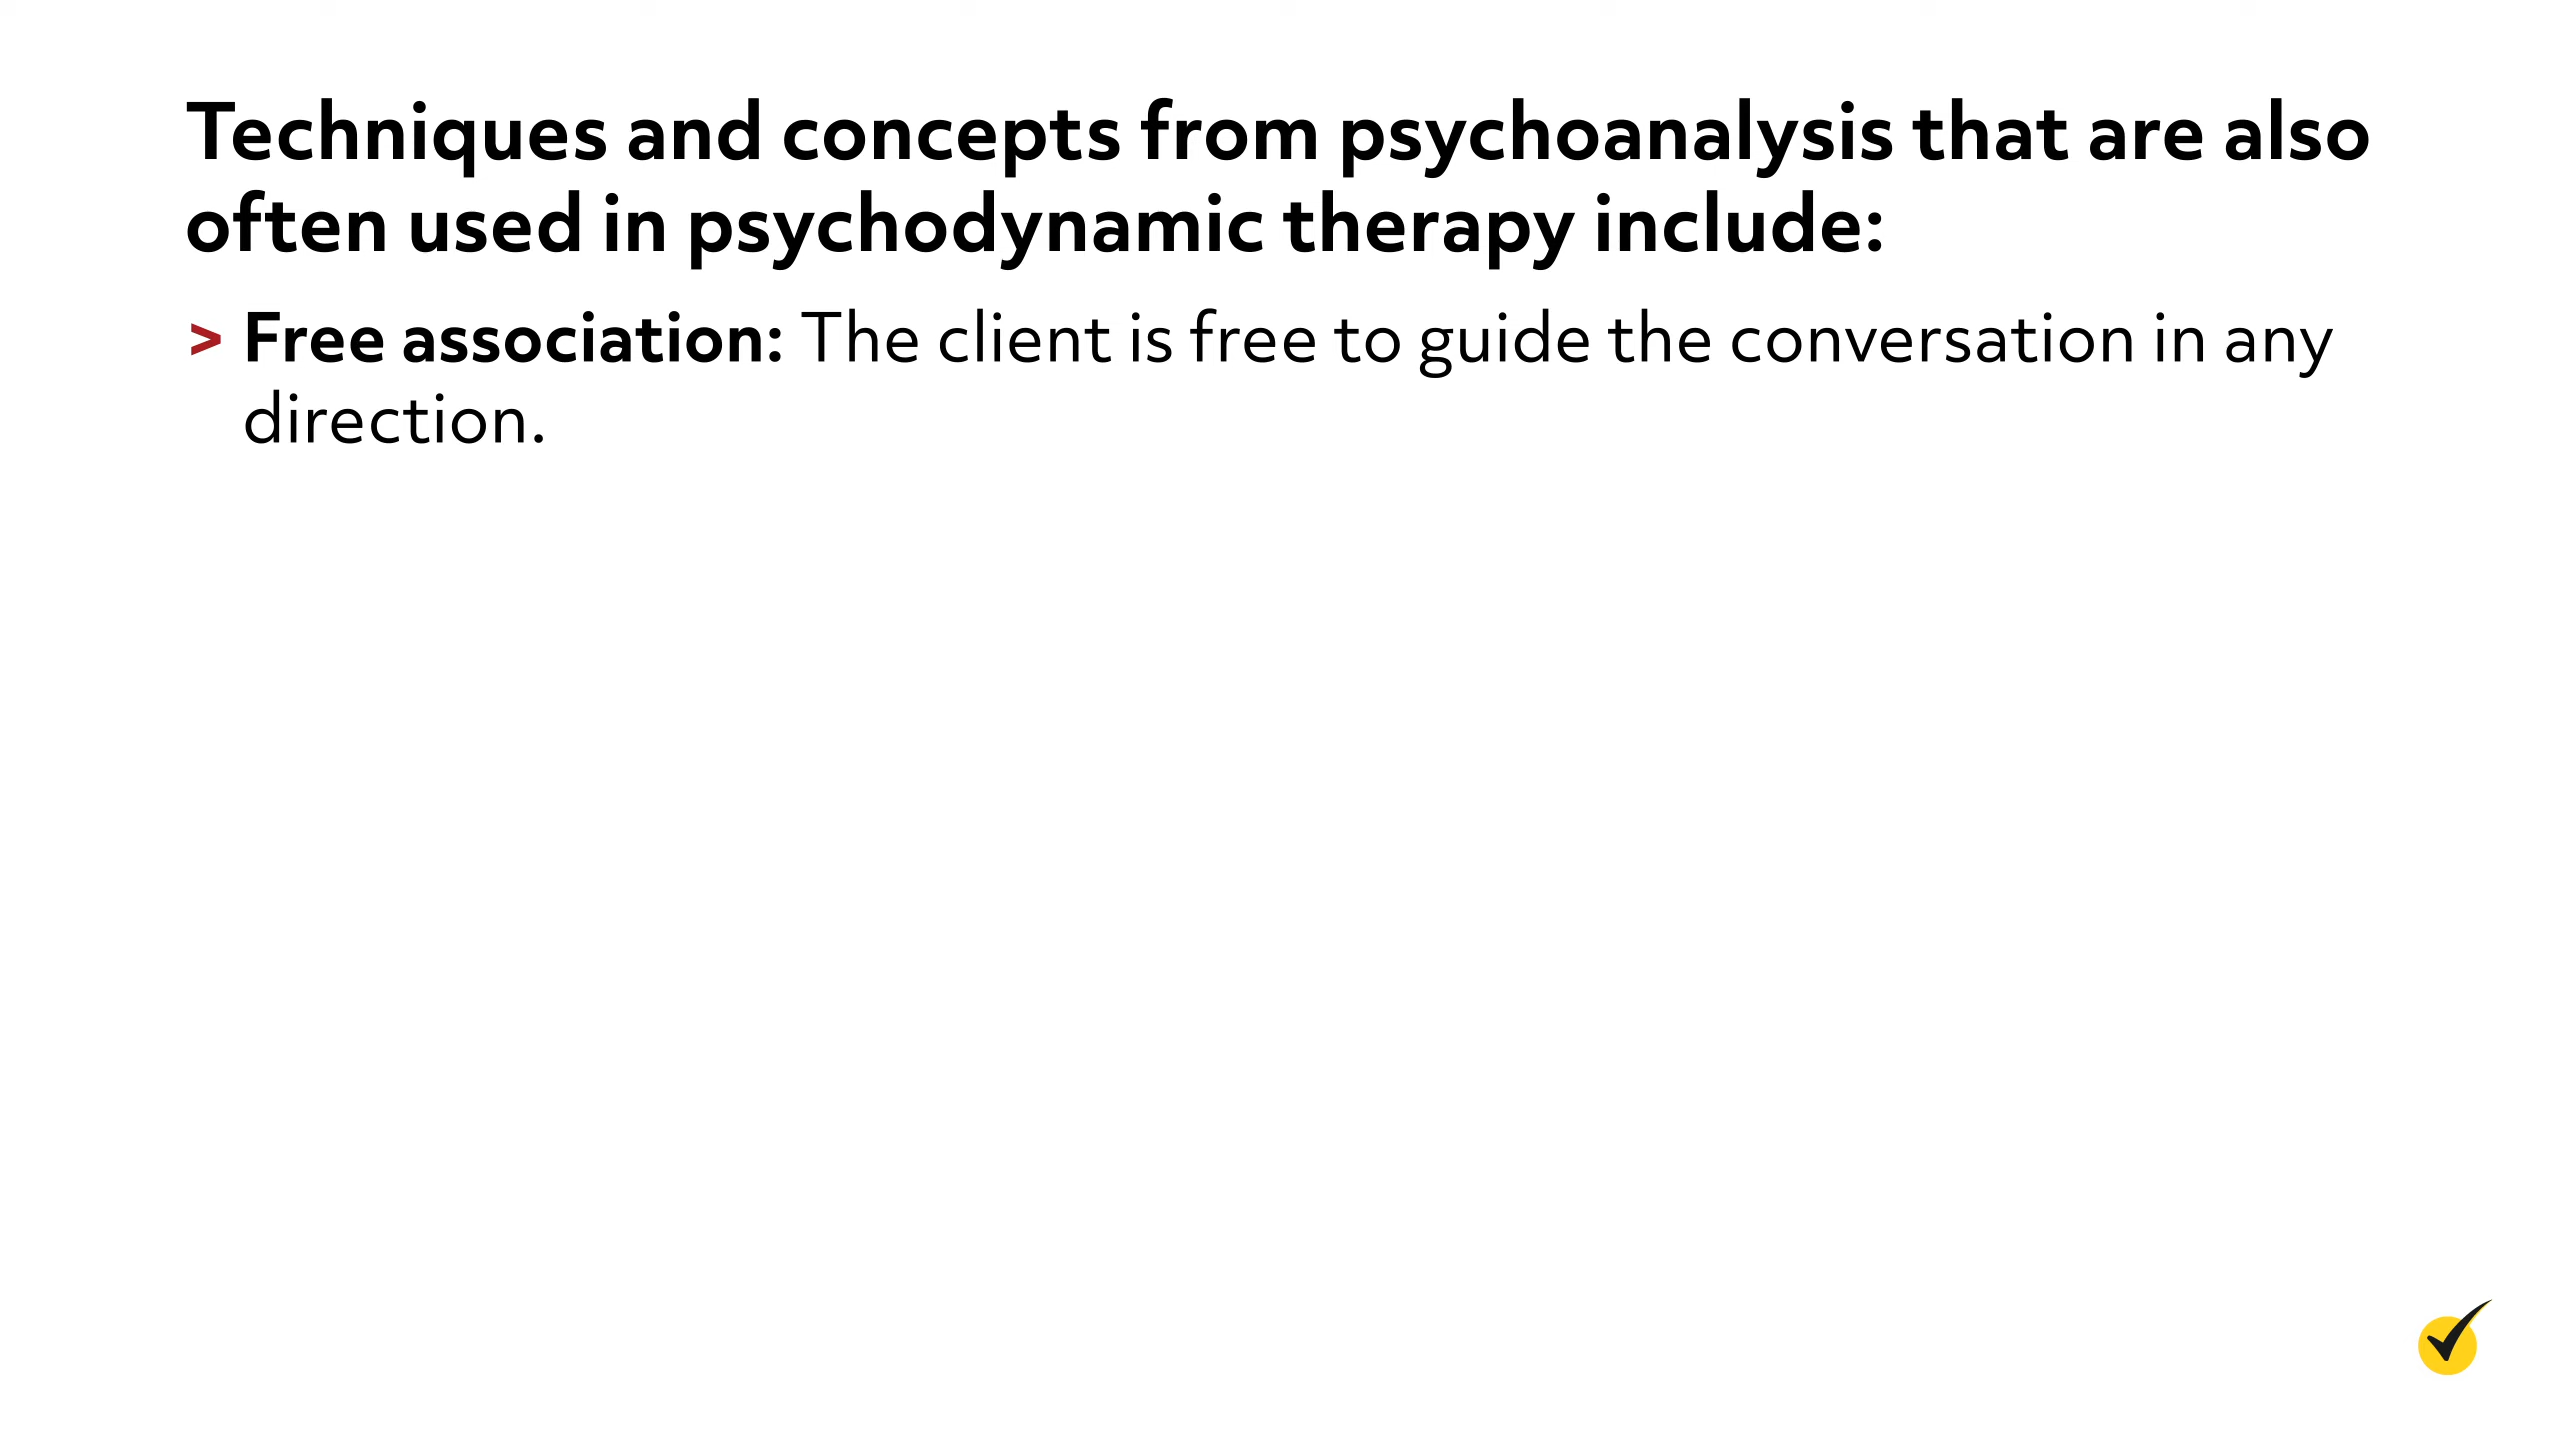 Techniques and concepts from psychoanalysis that are also
often used in psychodynamic therapy include:
> Free association: The client is free to guide the conversation in any
direction.